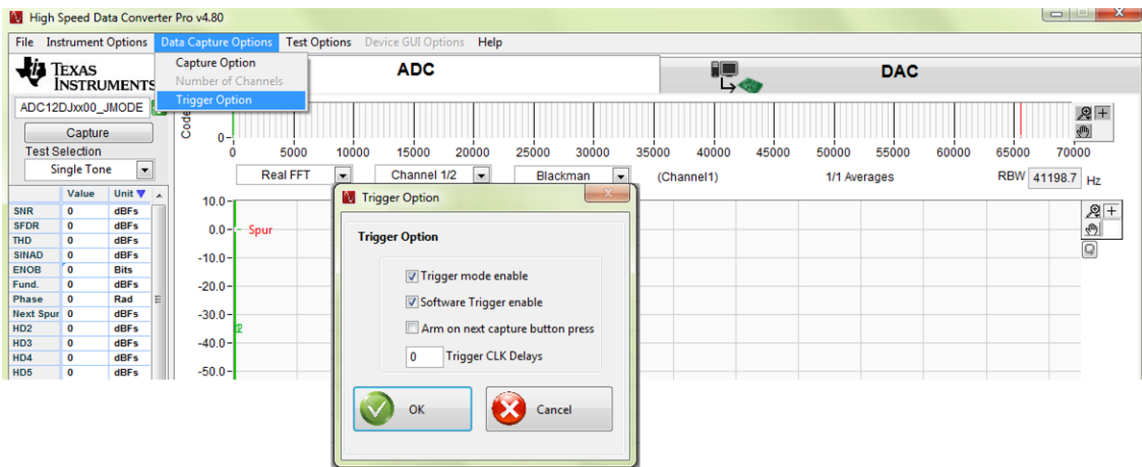 High Speed Data Converter Pro v4.80
File Instrument Options Data Capture Options Test Options Device GUI Options Help
Capture Option
Number of Channels
Trigger Option
TEXAS INSTRUMENTS
ADC
DAC
ADC12DJxx00_JMODE
Capture
Test Selection
Single Tone
0
0 5000 10000 15000 20000 25000 30000 35000 40000 45000 50000 55000 60000 65000 70000
Real FFT Channel 1/2 Blackman (Channel1) 1/1 Averages RBW 41198.7 Hz
Value Unit
SNR 0 dBFs
SFDR 0 dBFs
THD 0 dBFs
SINAD 0 dBFs
ENOB 0 Bits
Fund. 0 dBFs
Phase 0 Rad
Next Spur 0 dBFs
HD2 0 dBFs
HD3 0 dBFs
HD4 0 dBFs
HD5 0 dBFs
10.0
0.0
Spur
-10.0
-20.0
-30.0
-40.0
-50.0
Trigger Option
Trigger Option
Trigger mode enable
Software Trigger enable
Arm on next capture button press
0 Trigger CLK Delays
OK
Cancel